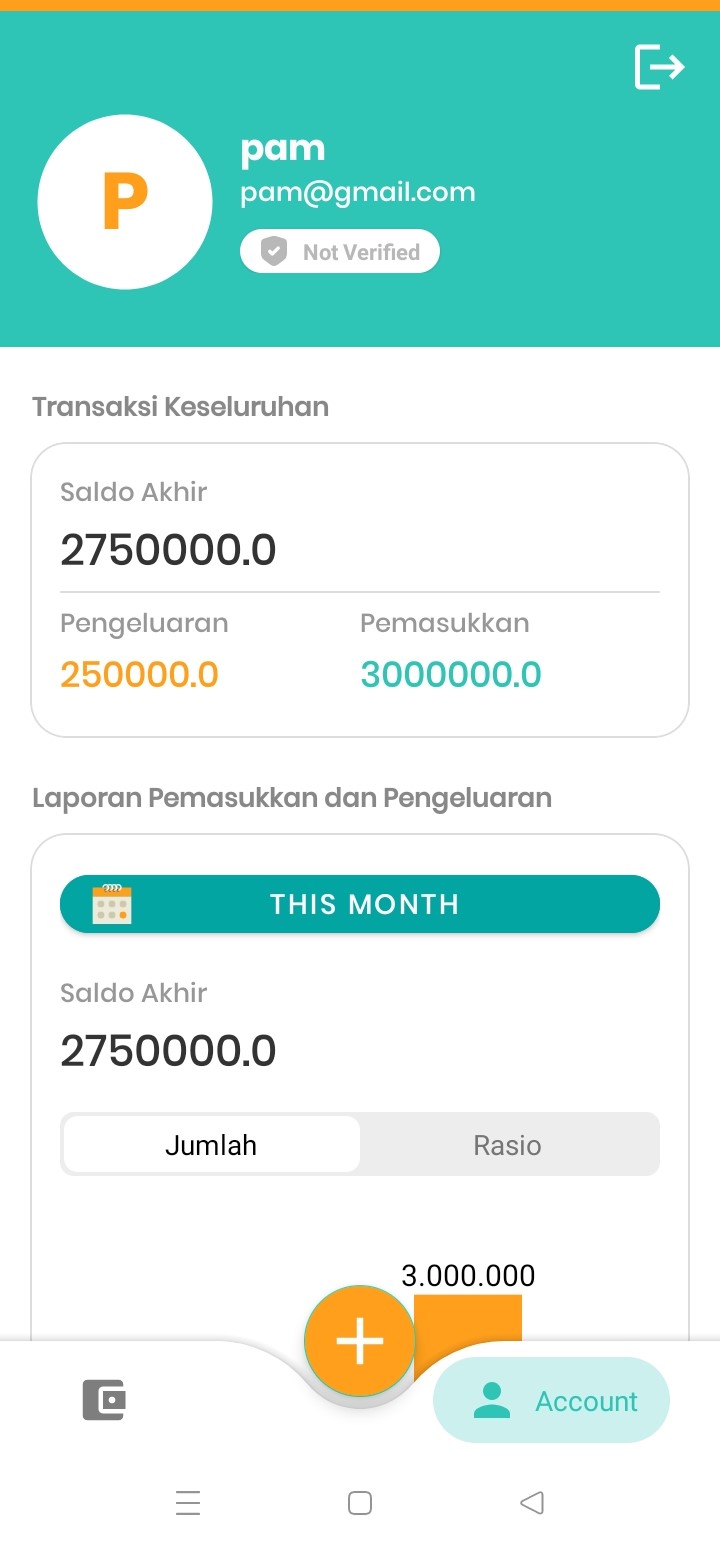 P
pam
pam@gmail.com
Not Verified
Transaksi Keseluruhan
Saldo Akhir
2750000.0
Pengeluaran Pemasukkan
250000.0 3000000.0
Laporan Pemasukkan dan Pengeluaran
THIS MONTH
Saldo Akhir
2750000.0
Jumlah Rasio
3.000.000
Account